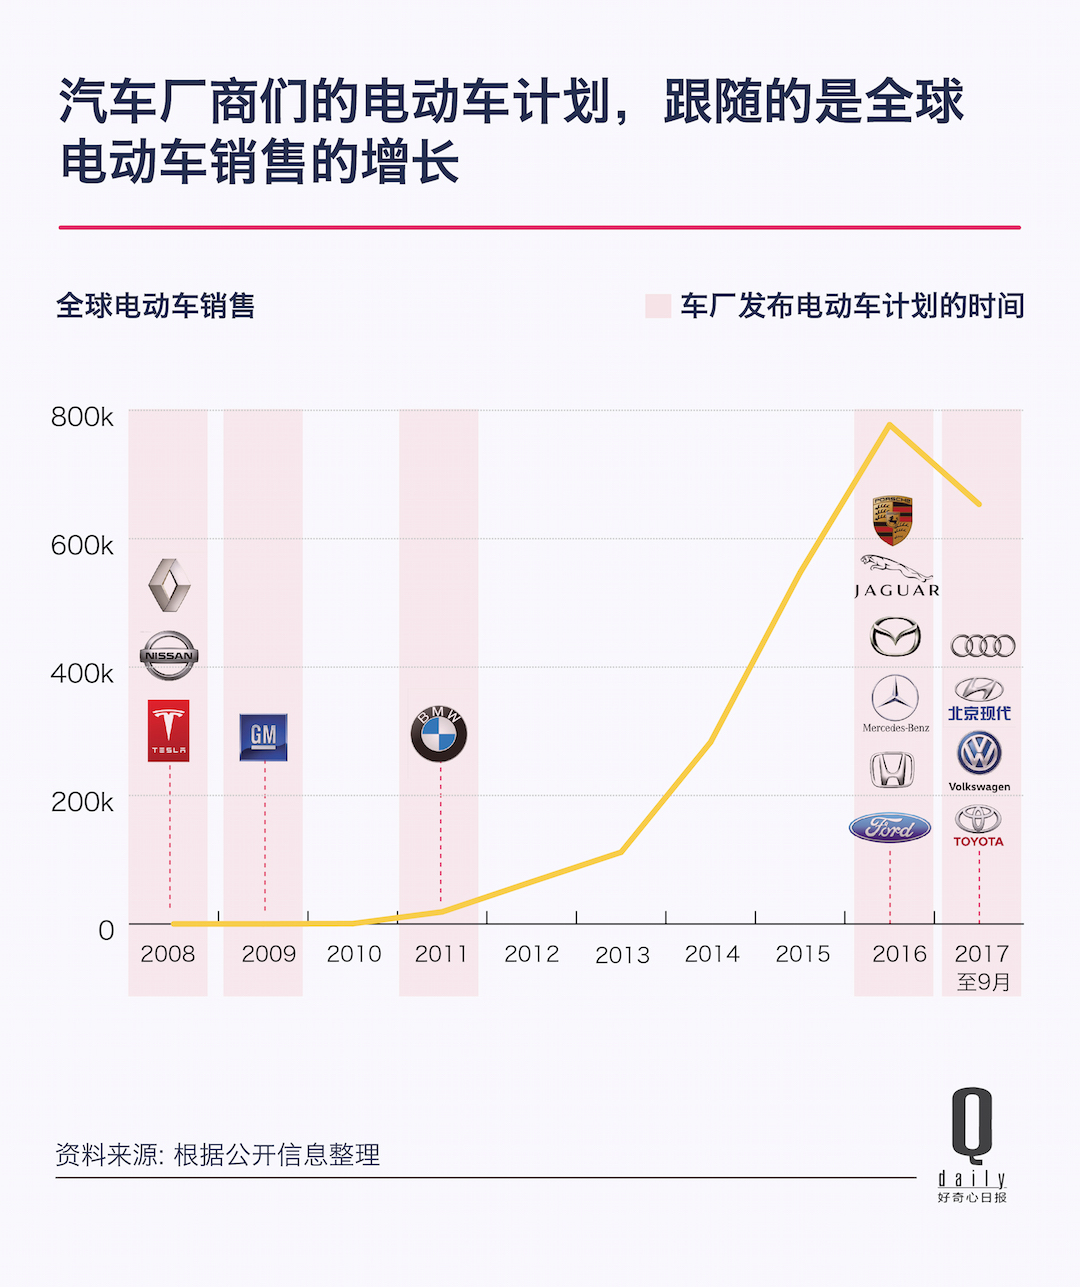 汽车厂商们的电动车计划，跟随的是全球
电动车销售的增长
全球电动车销售
车厂发布电动车计划的时间
800k
600k
400k
200k
0
PORSCHE
JAGUAR
NISSAN
TESLA
GM
BMW
Mercedes-Benz
北京现代
Volkswagen
Ford
TOYOTA
2008
2009
2010
2011
2012
2013
2014
2015
2016
2017
至9月
资料来源: 根据公开信息整理
Q
daily
好奇心日报